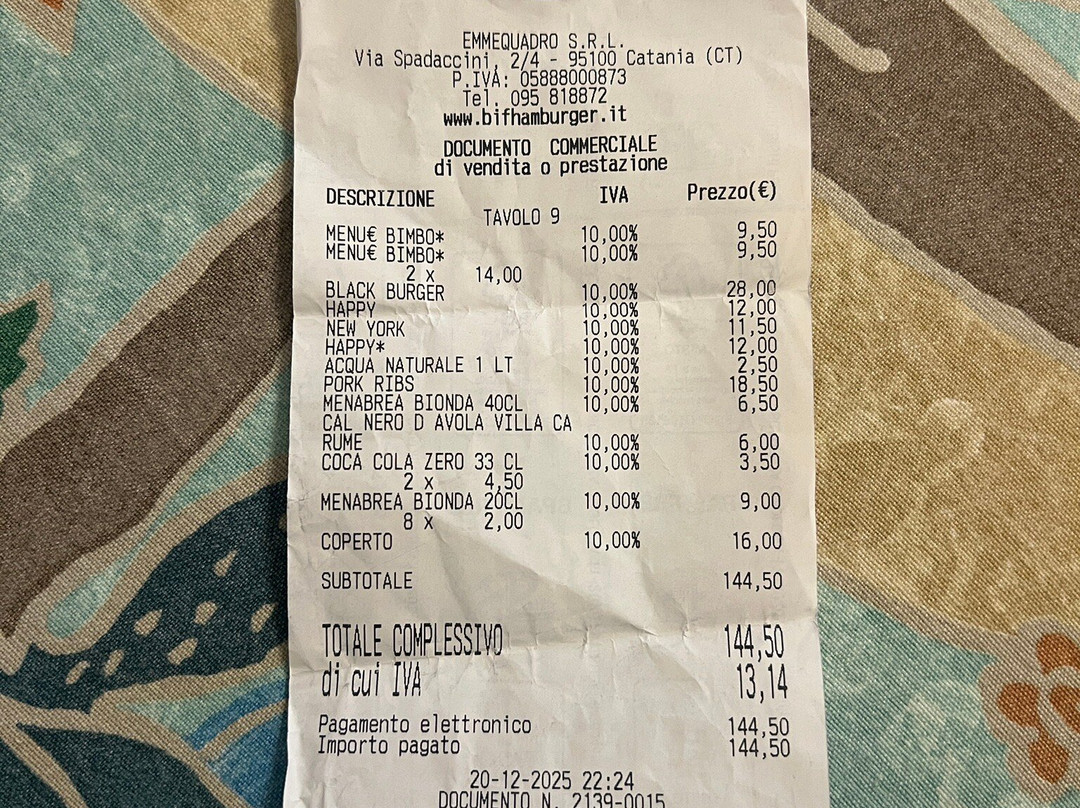 EMMEQUADRO S.R.L.
Via Spadaccini, 2/4 - 95100 Catania (CT)
P.IVA: 05888000873
Tel. 095 818872
www.bifhamburger.it
DOCUMENTO COMMERCIALE
di vendita o prestazione
DESCRIZIONE IVA Prezzo(€)
TAVOLO 9
MENU€ BIMBO* 10,00% 9,50
MENU€ BIMBO* 10,00% 9,50
2 x 14,00
BLACK BURGER 10,00% 28,00
HAPPY 10,00% 12,00
NEW YORK 10,00% 11,50
HAPPY* 10,00% 12,00
ACQUA NATURALE 1 LT 10,00% 2,50
PORK RIBS 10,00% 18,50
MENABREA BIONDA 40CL 10,00% 6,50
CAL NERO D AVOLA VILLA CA
RUME 10,00% 6,00
COCA COLA ZERO 33 CL 10,00% 3,50
2 x 4,50
MENABREA BIONDA 20CL 10,00% 9,00
8 x 2,00
COPERTO 10,00% 16,00
SUBTOTALE 144,50
TOTALE COMPLESSIVO 144,50
di cui IVA 13,14
Pagamento elettronico 144,50
Importo pagato 144,50
20-12-2025 22:24
DOCUMENTO N. 2139-0015